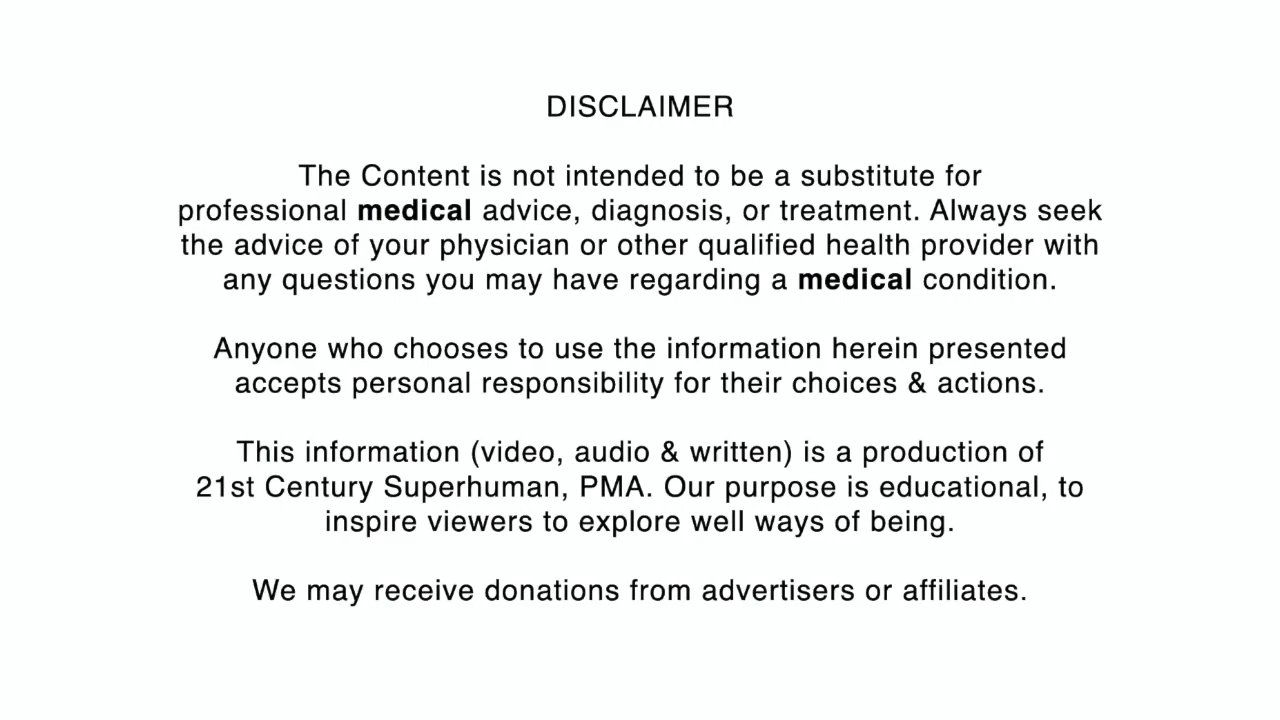 DISCLAIMER
The Content is not intended to be a substitute for
professional medical advice, diagnosis, or treatment. Always seek
the advice of your physician or other qualified health provider with
any questions you may have regarding a medical condition.
Anyone who chooses to use the information herein presented
accepts personal responsibility for their choices & actions.
This information (video, audio & written) is a production of
21st Century Superhuman, PMA. Our purpose is educational, to
inspire viewers to explore well ways of being.
We may receive donations from advertisers or affiliates.